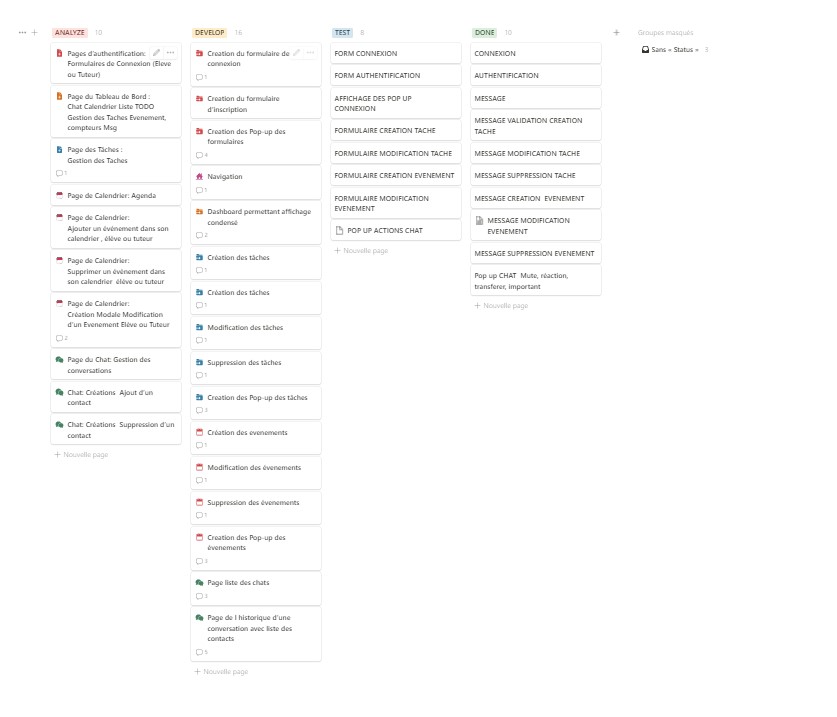 ANALYZE 10
Pages d'authentification:
Formulaires de Connexion (Eleve
ou Tuteur)
Page du Tableau de Bord :
Chat Calendrier Liste TODO
Gestion des Taches Evenement,
compteurs Msg
Page des Tâches :
Gestion des Taches
1
Page de Calendrier: Agenda
Page de Calendrier:
Ajouter un événement dans son
calendrier , élève ou tuteur
Page de Calendrier:
Supprimer un événement dans
son calendrier élève ou tuteur
Page de Calendrier:
Création Modale Modification
d'un Evenement Elève ou Tuteur
2
Page du Chat: Gestion des
conversations
Chat: Créations Ajout d'un
contact
Chat: Créations Suppression d'un
contact
+ Nouvelle page
DEVELOP 16
Creation du formulaire de
connexion
1
Creation du formulaire
d'inscription
Creation des Pop-up des
formulaires
4
Navigation
1
Dashboard permettant affichage
condensé
2
Création des tâches
1
Création des tâches
1
Modification des tâches
1
Suppression des tâches
1
Creation des Pop-up des tâches
3
Création des evenements
1
Modification des évenements
1
Suppression des évenements
1
Creation des Pop-up des
évenements
3
Page liste des chats
3
Page de l historique d'une
conversation avec liste des
contacts
5
+ Nouvelle page
TEST 8
FORM CONNEXION
FORM AUTHENTIFICATION
AFFICHAGE DES POP UP
CONNEXION
FORMULAIRE CREATION TACHE
FORMULAIRE MODIFICATION TACHE
FORMULAIRE CREATION EVENEMENT
FORMULAIRE MODIFICATION
EVENEMENT
POP UP ACTIONS CHAT
+ Nouvelle page
DONE 10
CONNEXION
AUTHENTIFICATION
MESSAGE
MESSAGE VALIDATION CREATION
TACHE
MESSAGE MODIFICATION TACHE
MESSAGE SUPPRESSION TACHE
MESSAGE CREATION EVENEMENT
MESSAGE MODIFICATION
EVENEMENT
MESSAGE SUPPRESSION EVENEMENT
Pop up CHAT Mute, réaction,
transferer, important
+ Nouvelle page
Groupes masqués
Sans « Status »